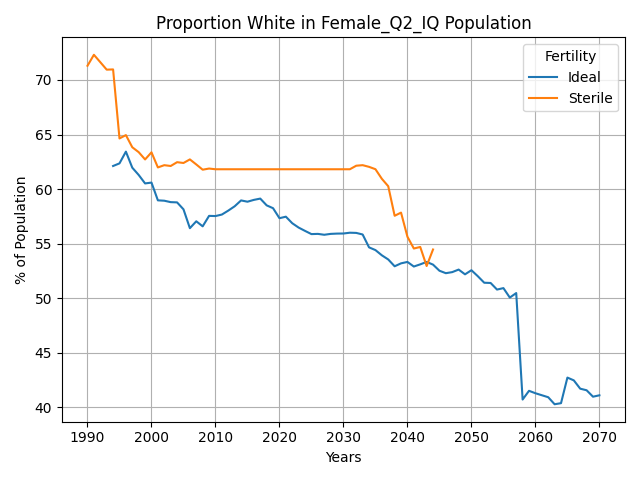 Proportion White in Female_Q2_IQ Population
Fertility
Ideal
Sterile
% of Population
70
65
60
55
50
45
40
1990 2000 2010 2020 2030 2040 2050 2060 2070
Years